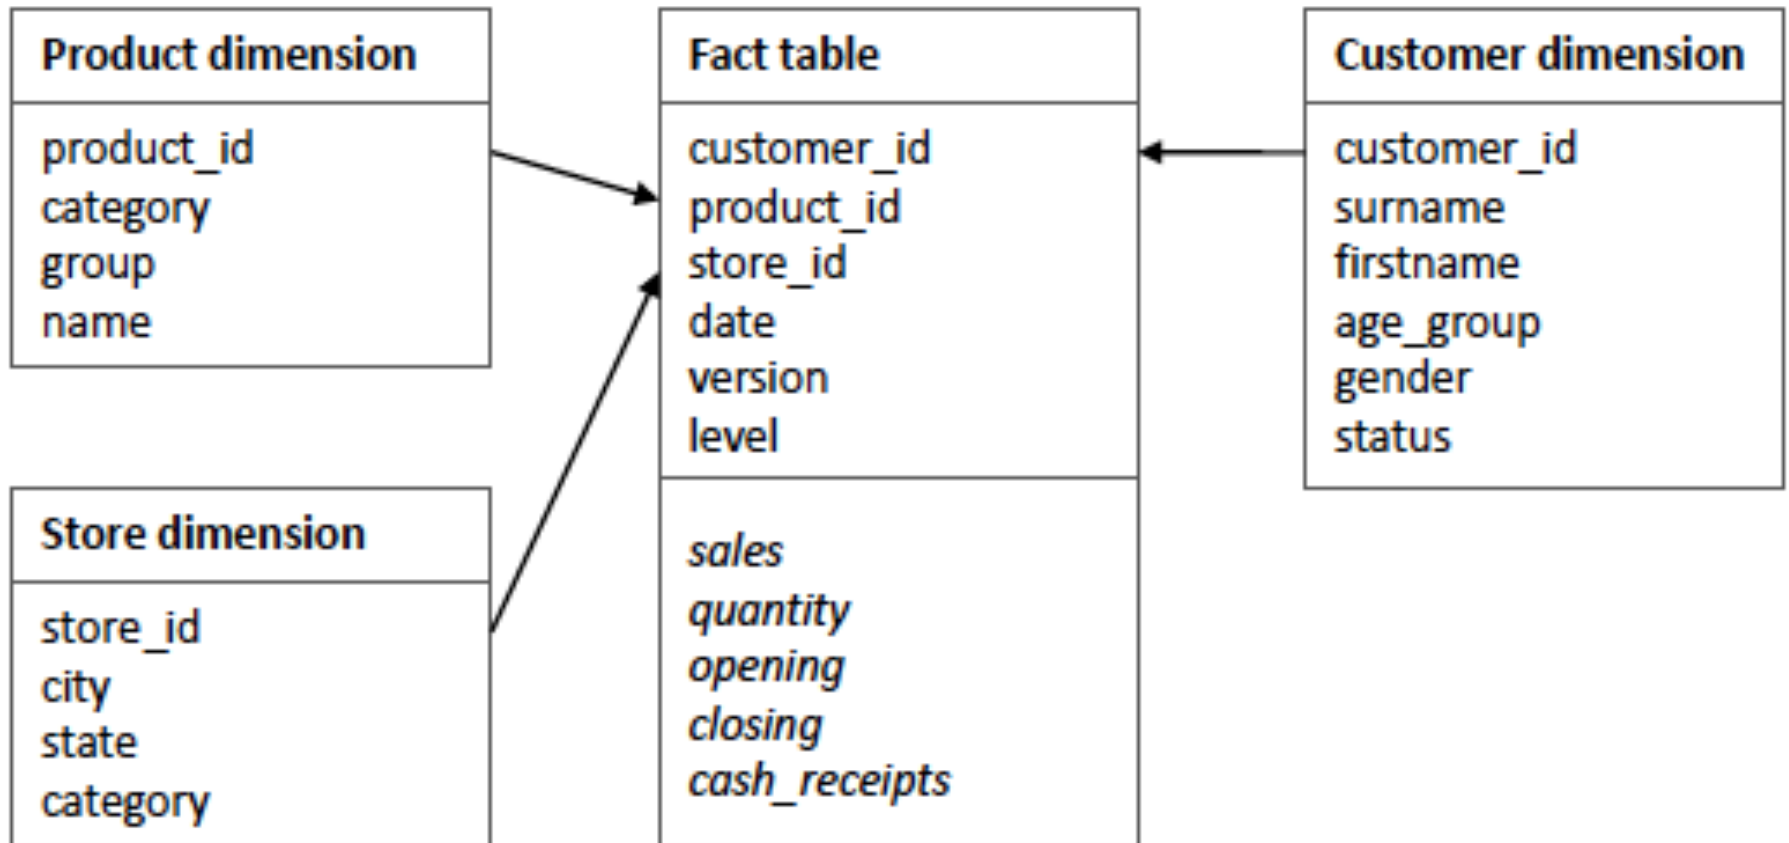 Product dimension
product_id
category
group
name
Store dimension
store_id
city
state
category
Fact table
customer_id
product_id
store_id
date
version
level
sales
quantity
opening
closing
cash_receipts
Customer dimension
customer_id
surname
firstname
age_group
gender
status